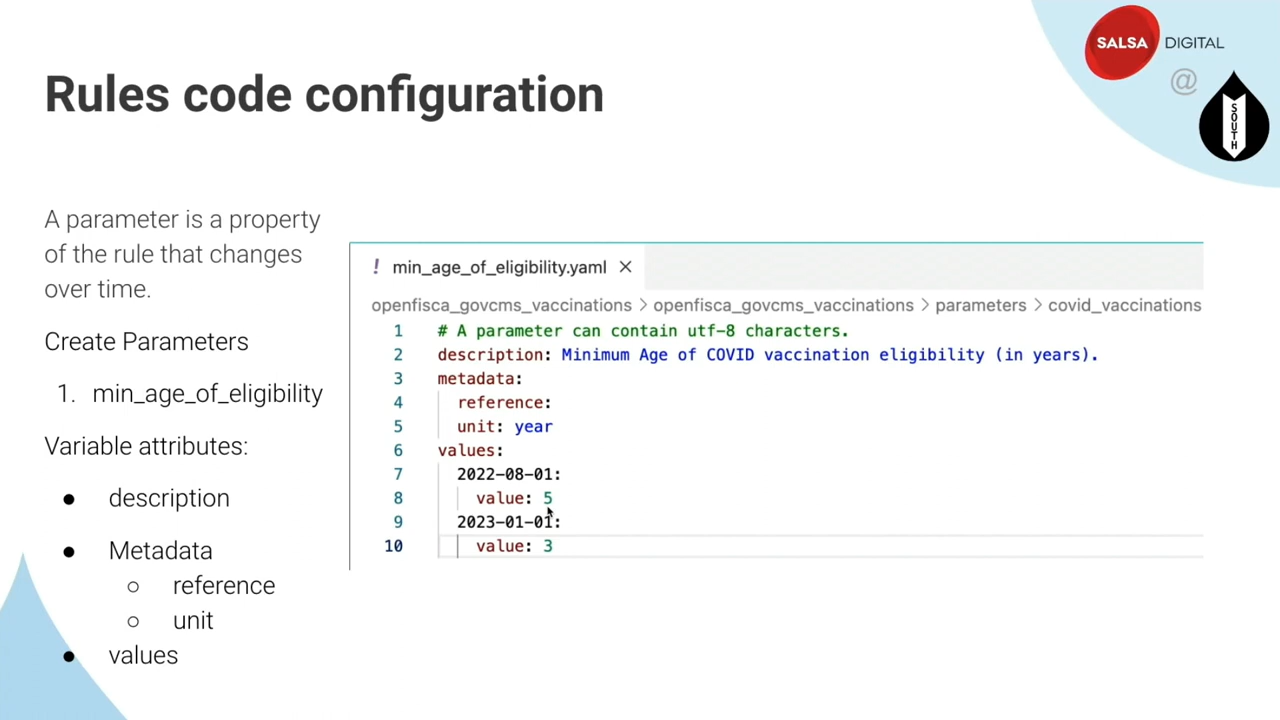 SALSA DIGITAL
@
SOUTH
Rules code configuration
A parameter is a property
of the rule that changes
over time.
Create Parameters
1. min_age_of_eligibility
Variable attributes:
● description
● Metadata
○ reference
○ unit
● values
! min_age_of_eligibility.yaml ×
openfisca_govcms_vaccinations > openfisca_govcms_vaccinations > parameters > covid_vaccinations
1 # A parameter can contain utf-8 characters.
2 description: Minimum Age of COVID vaccination eligibility (in years).
3 metadata:
4 reference:
5 unit: year
6 values:
7 2022-08-01:
8 value: 5
9 2023-01-01:
10 value: 3